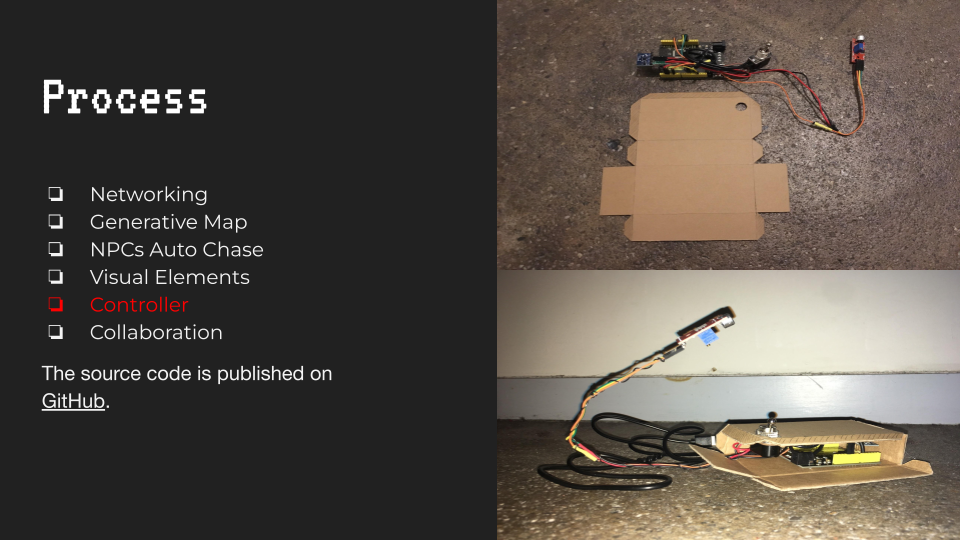 Process
❏ Networking
❏ Generative Map
❏ NPCs Auto Chase
❏ Visual Elements
❏ Controller
❏ Collaboration
The source code is published on
GitHub.